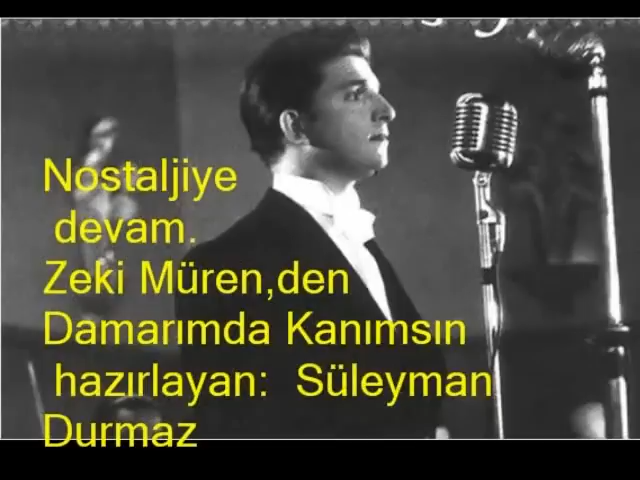 Nostaljiye
devam.
Zeki Müren,den
Damarımda Kanımsın
hazırlayan: Süleyman
Durmaz